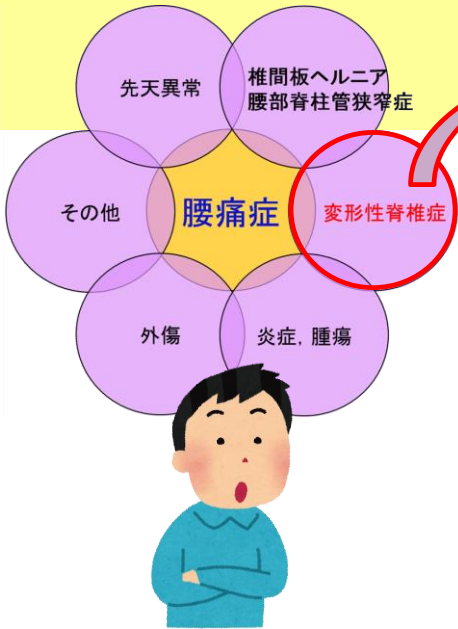 先天異常
椎間板ヘルニア
腰部脊柱管狭窄症
その他
腰痛症
変形性脊椎症
外傷
炎症, 腫瘍